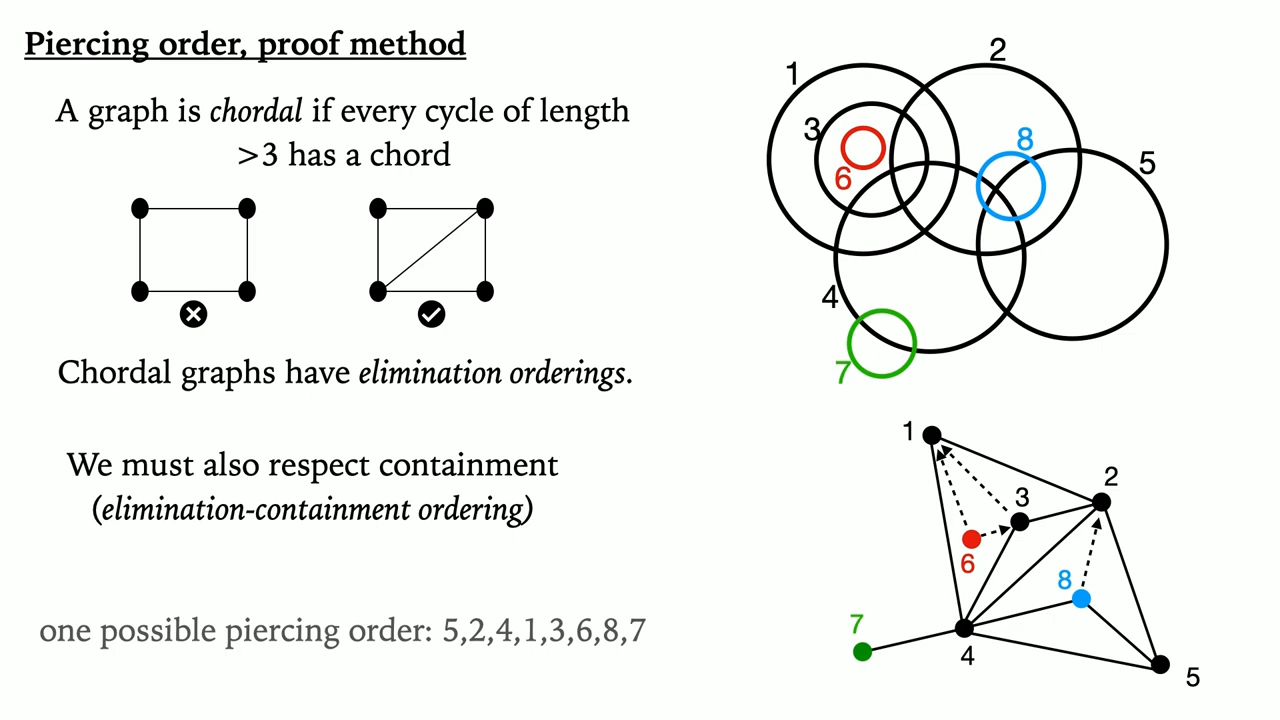 Piercing order, proof method
A graph is chordal if every cycle of length
>3 has a chord
Chordal graphs have elimination orderings.
We must also respect containment
(elimination-containment ordering)
one possible piercing order: 5,2,4,1,3,6,8,7
1
2
3
8
5
6
4
7
1
2
3
6
8
7
4
5